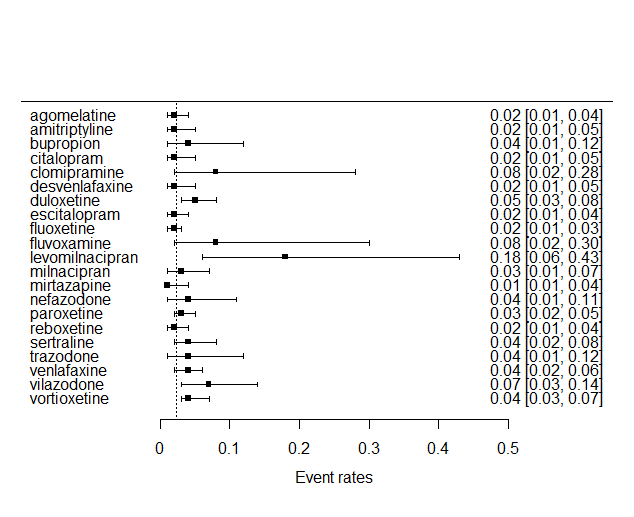 agomelatine 0.02 [0.01, 0.04]
amitriptyline 0.02 [0.01, 0.05]
bupropion 0.04 [0.01, 0.12]
citalopram 0.02 [0.01, 0.05]
clomipramine 0.08 [0.02, 0.28]
desvenlafaxine 0.02 [0.01, 0.05]
duloxetine 0.05 [0.03, 0.08]
escitalopram 0.02 [0.01, 0.04]
fluoxetine 0.02 [0.01, 0.03]
fluvoxamine 0.08 [0.02, 0.30]
levomilnacipran 0.18 [0.06, 0.43]
milnacipran 0.03 [0.01, 0.07]
mirtazapine 0.01 [0.01, 0.04]
nefazodone 0.04 [0.01, 0.11]
paroxetine 0.03 [0.02, 0.05]
reboxetine 0.02 [0.01, 0.04]
sertraline 0.04 [0.02, 0.08]
trazodone 0.04 [0.01, 0.12]
venlafaxine 0.04 [0.02, 0.06]
vilazodone 0.07 [0.03, 0.14]
vortioxetine 0.04 [0.03, 0.07]
0 0.1 0.2 0.3 0.4 0.5
Event rates